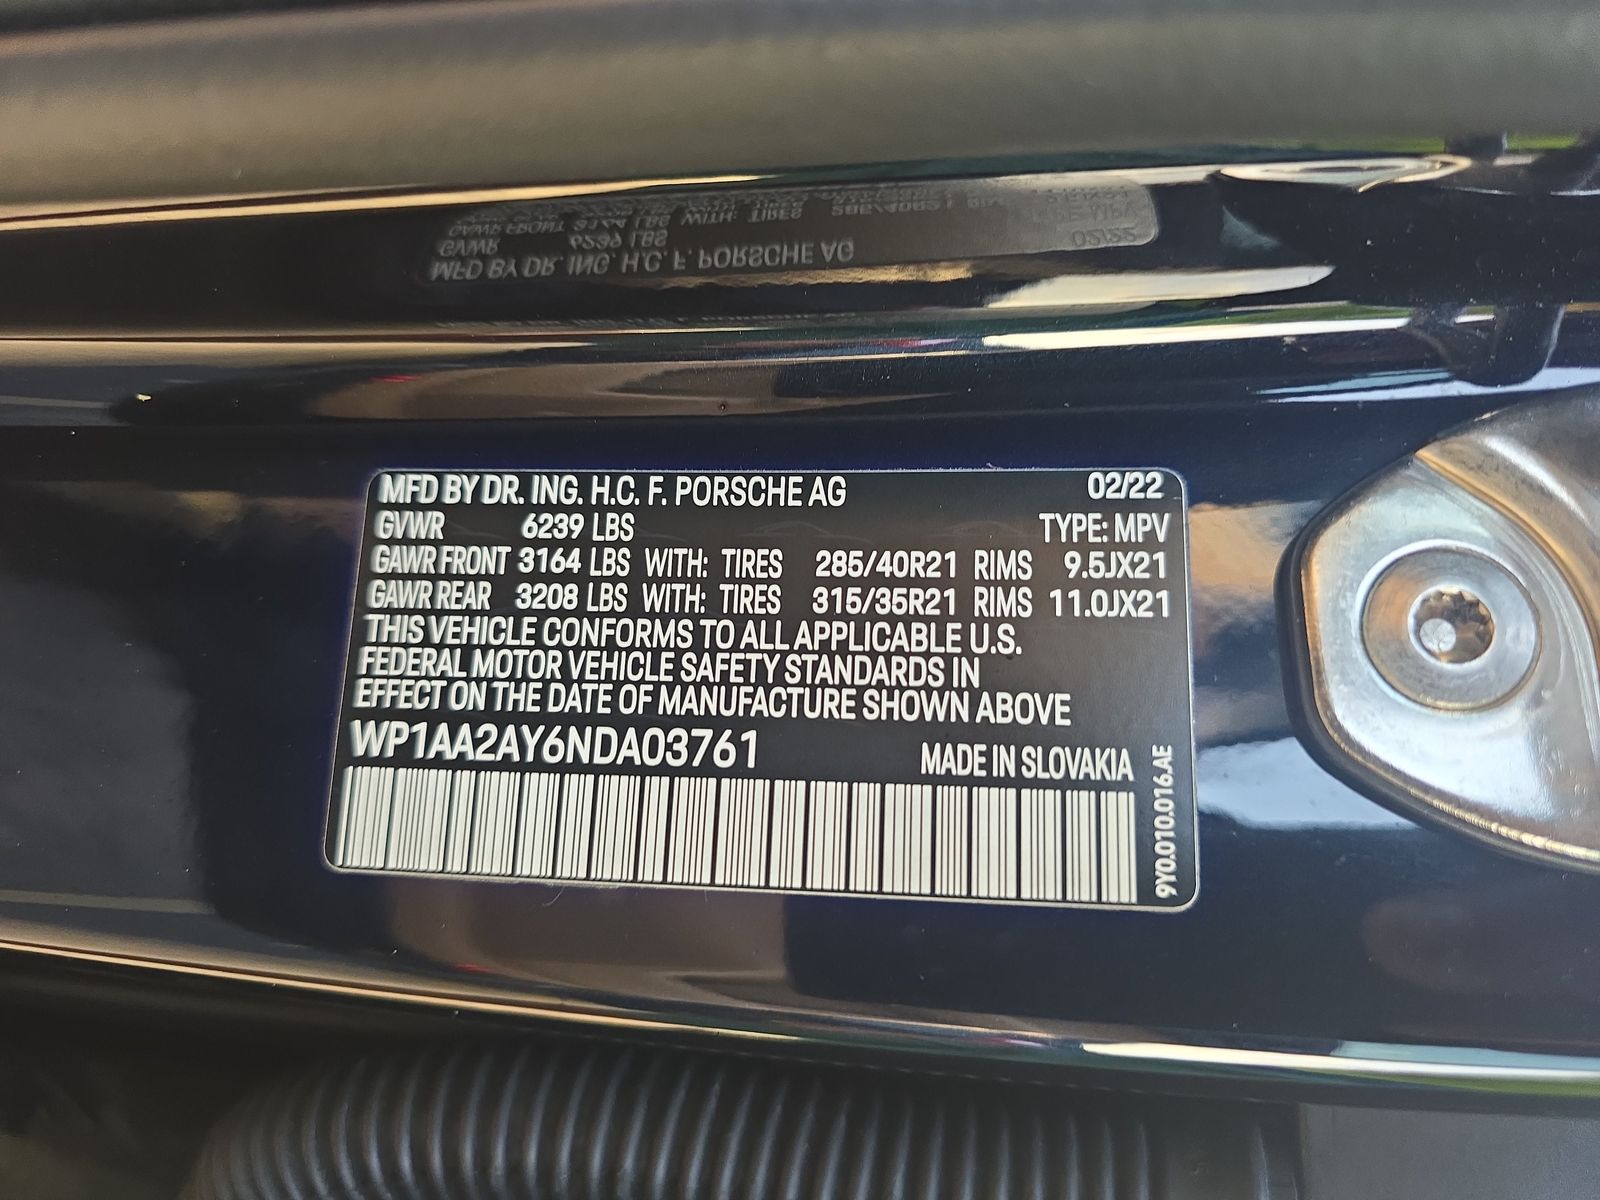 MFD BY DR. ING. H.C. F. PORSCHE AG 02/22
GVWR 6239 LBS TYPE: MPV
GAWR FRONT 3164 LBS WITH: TIRES 285/40R21 RIMS 9.5JX21
GAWR REAR 3208 LBS WITH: TIRES 315/35R21 RIMS 11.0JX21
THIS VEHICLE CONFORMS TO ALL APPLICABLE U.S.
FEDERAL MOTOR VEHICLE SAFETY STANDARDS IN
EFFECT ON THE DATE OF MANUFACTURE SHOWN ABOVE
WP1AA2AY6NDA03761 MADE IN SLOVAKIA
9Y0.010.016.AE